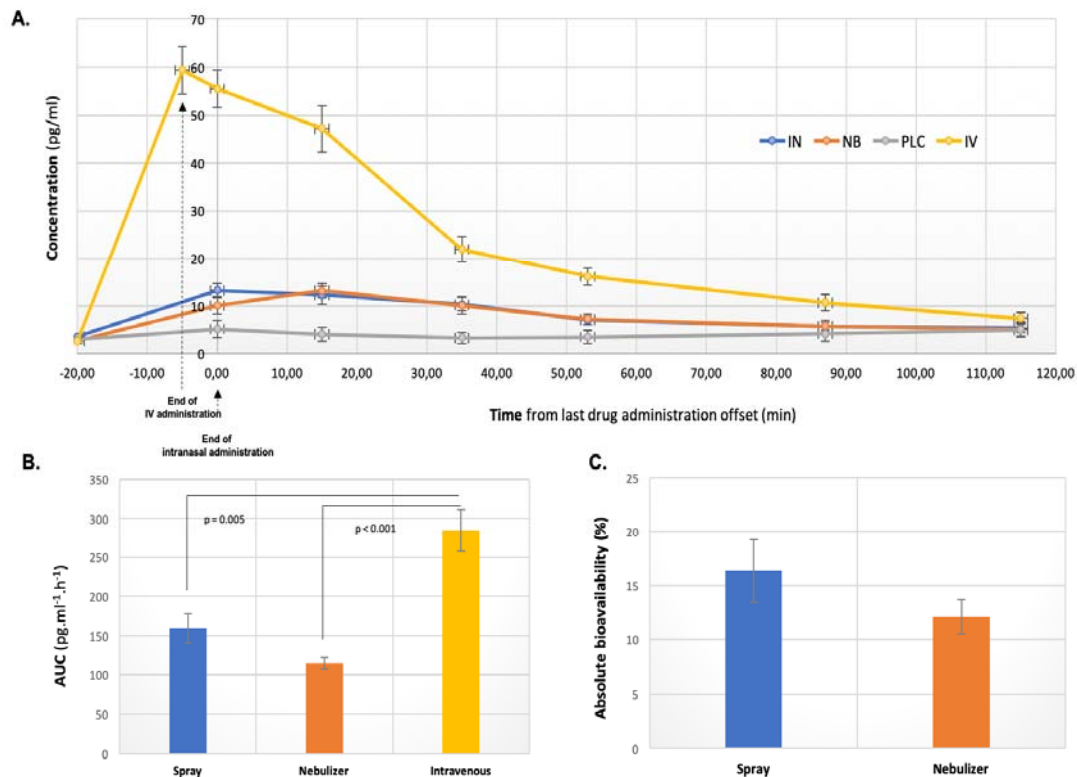 A.
70
60
50
40
30
20
10
0
Concentration (pg/ml)
IN NB PLC IV
-20,00 -10,00 0,00 10,00 20,00 30,00 40,00 50,00 60,00 70,00 80,00 90,00 100,00 110,00 120,00
End of
IV administration
Time from last drug administration offset (min)
End of
intranasal administration
B.
350
300
250
200
150
100
50
0
AUC (pg.ml⁻¹.h⁻¹)
p = 0.005
p < 0.001
Spray Nebulizer Intravenous
C.
25
20
15
10
5
0
Absolute bioavailability (%)
Spray Nebulizer